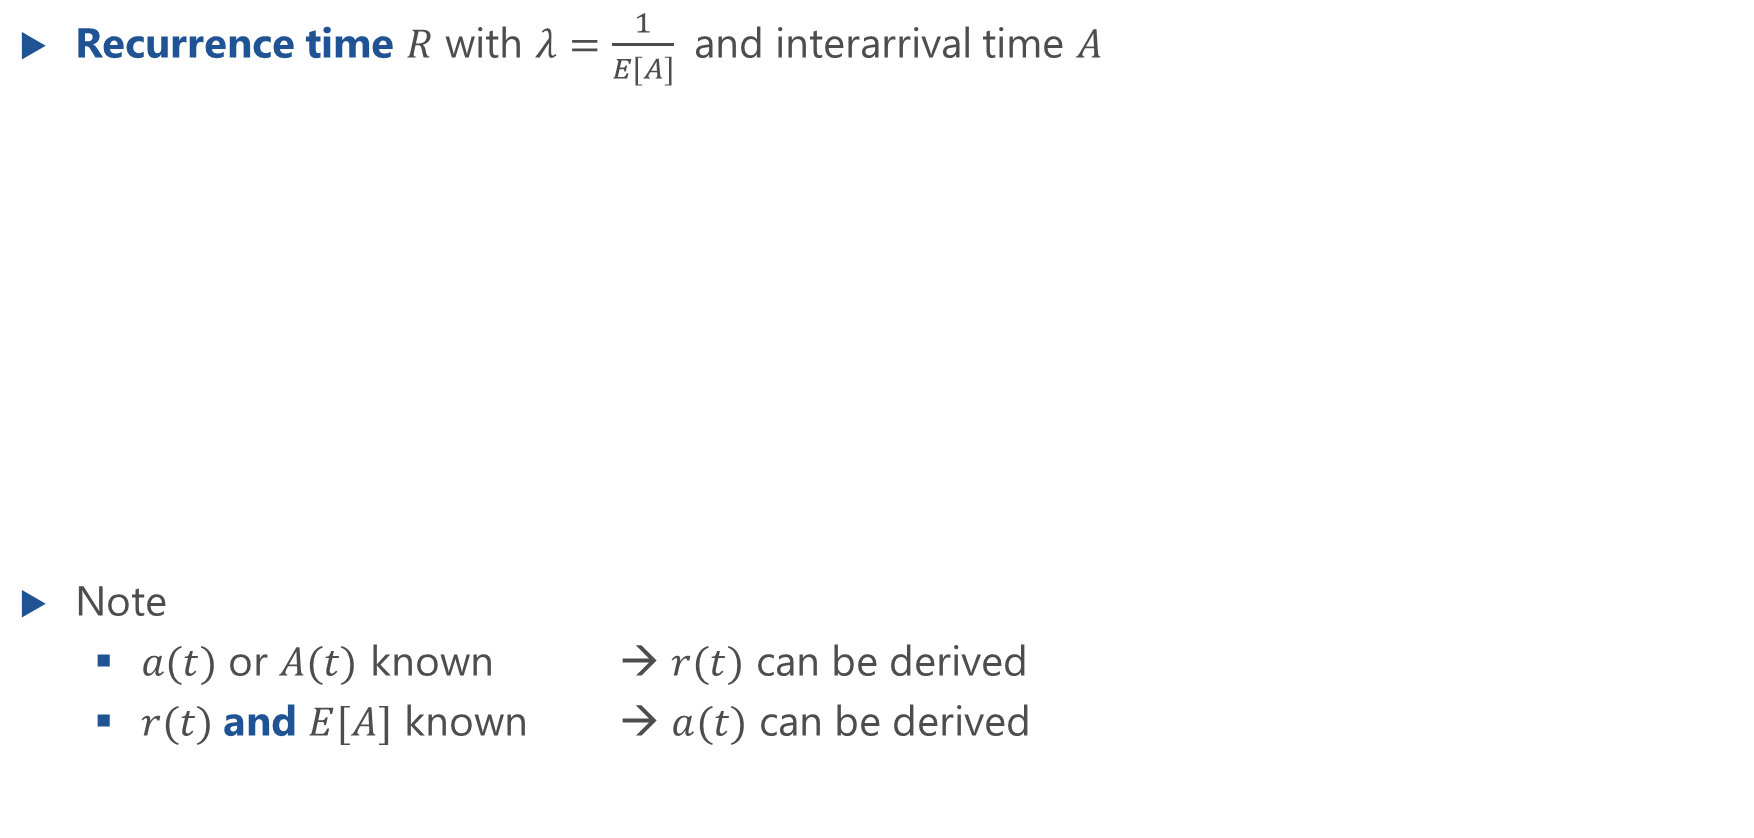 ▶ Recurrence time R with λ = 1/E[A] and interarrival time A
▶ Note
▪ a(t) or A(t) known → r(t) can be derived
▪ r(t) and E[A] known → a(t) can be derived